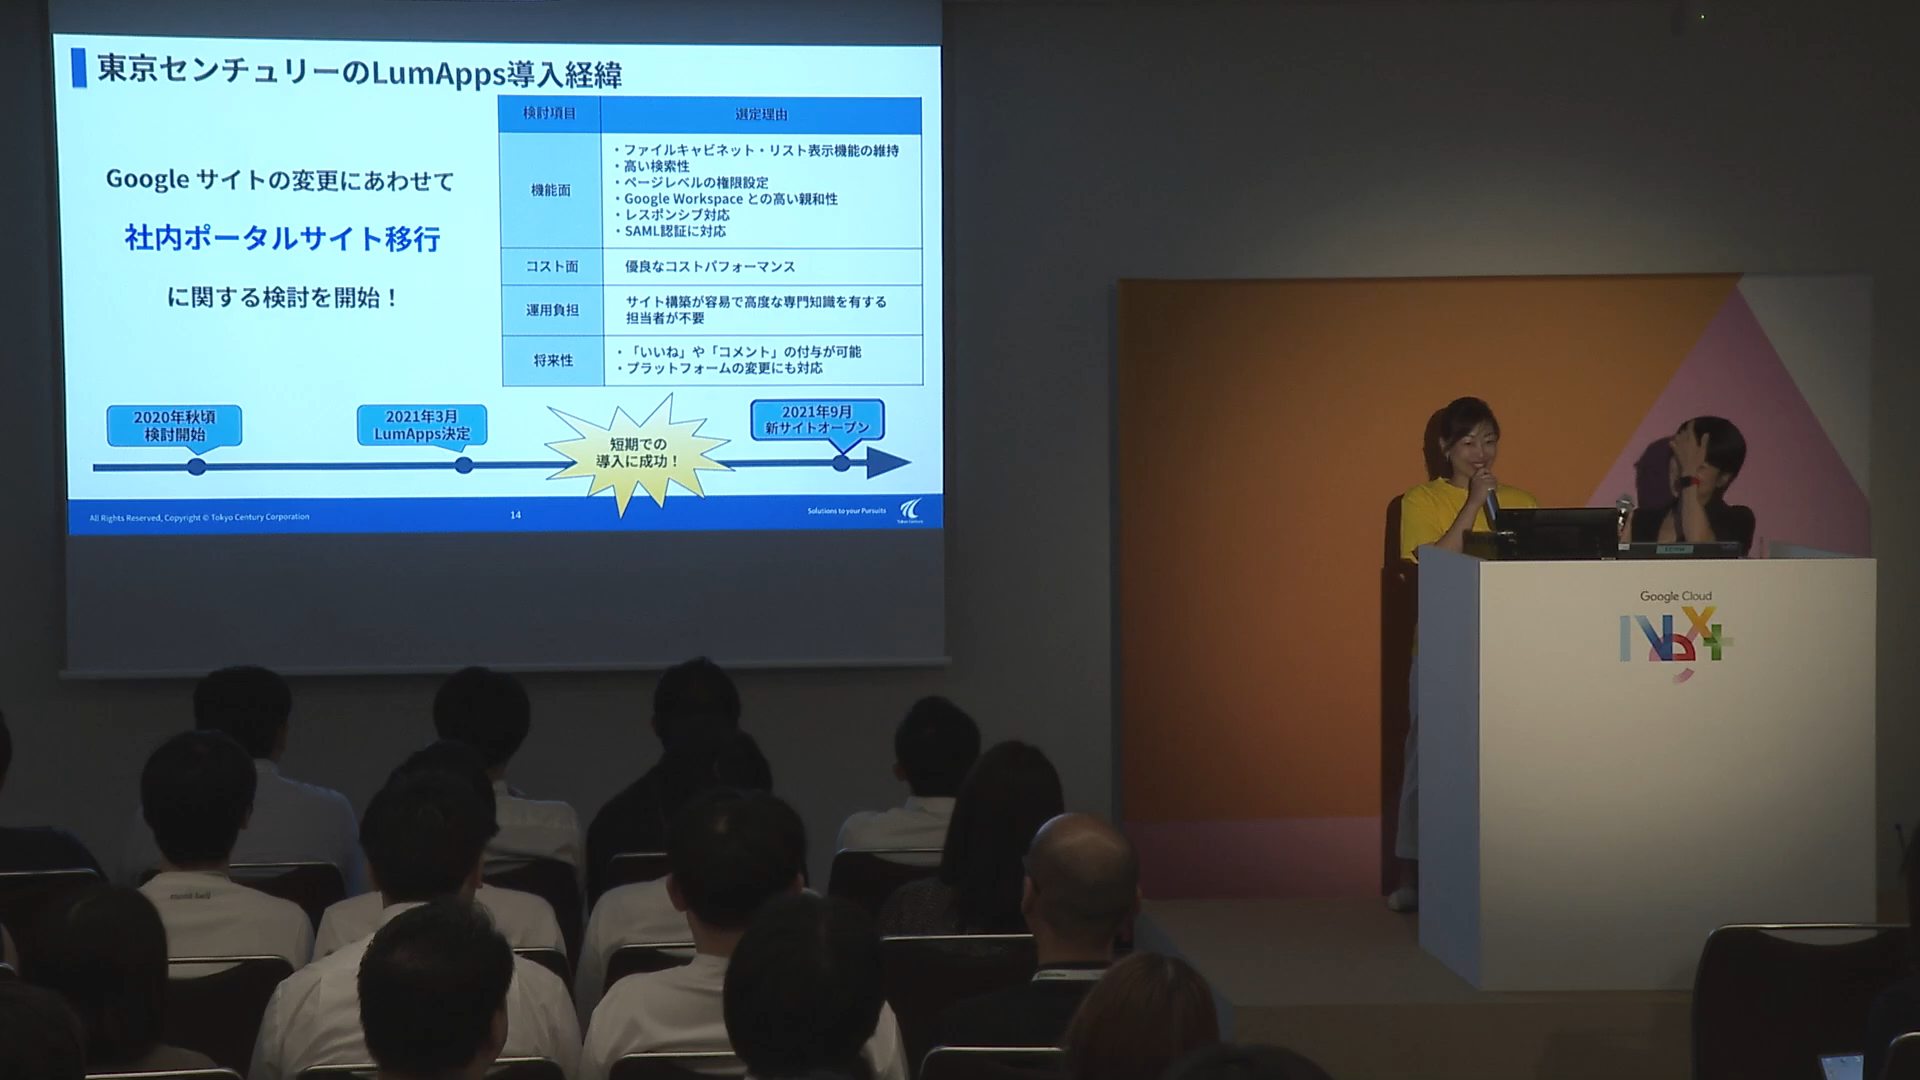 東京センチュリーのLumApps導入経緯
Google サイトの変更にあわせて
社内ポータルサイト移行
に関する検討を開始！
検討項目
選定理由
機能面
・ファイルキャビネット・リスト表示機能の維持
・高い検索性
・ページレベルの権限設定
・Google Workspace との高い親和性
・レスポンシブ対応
・SAML認証に対応
コスト面
優良なコストパフォーマンス
運用負担
サイト構築が容易で高度な専門知識を有する
担当者が不要
将来性
・「いいね」や「コメント」の付与が可能
・プラットフォームの変更にも対応
2020年秋頃
検討開始
2021年3月
LumApps決定
短期での
導入に成功！
2021年9月
新サイトオープン
All Rights Reserved, Copyright © Tokyo Century Corporation
14
Solutions to your Pursuits
Tokyo Century
Google Cloud
Next
mont-bell